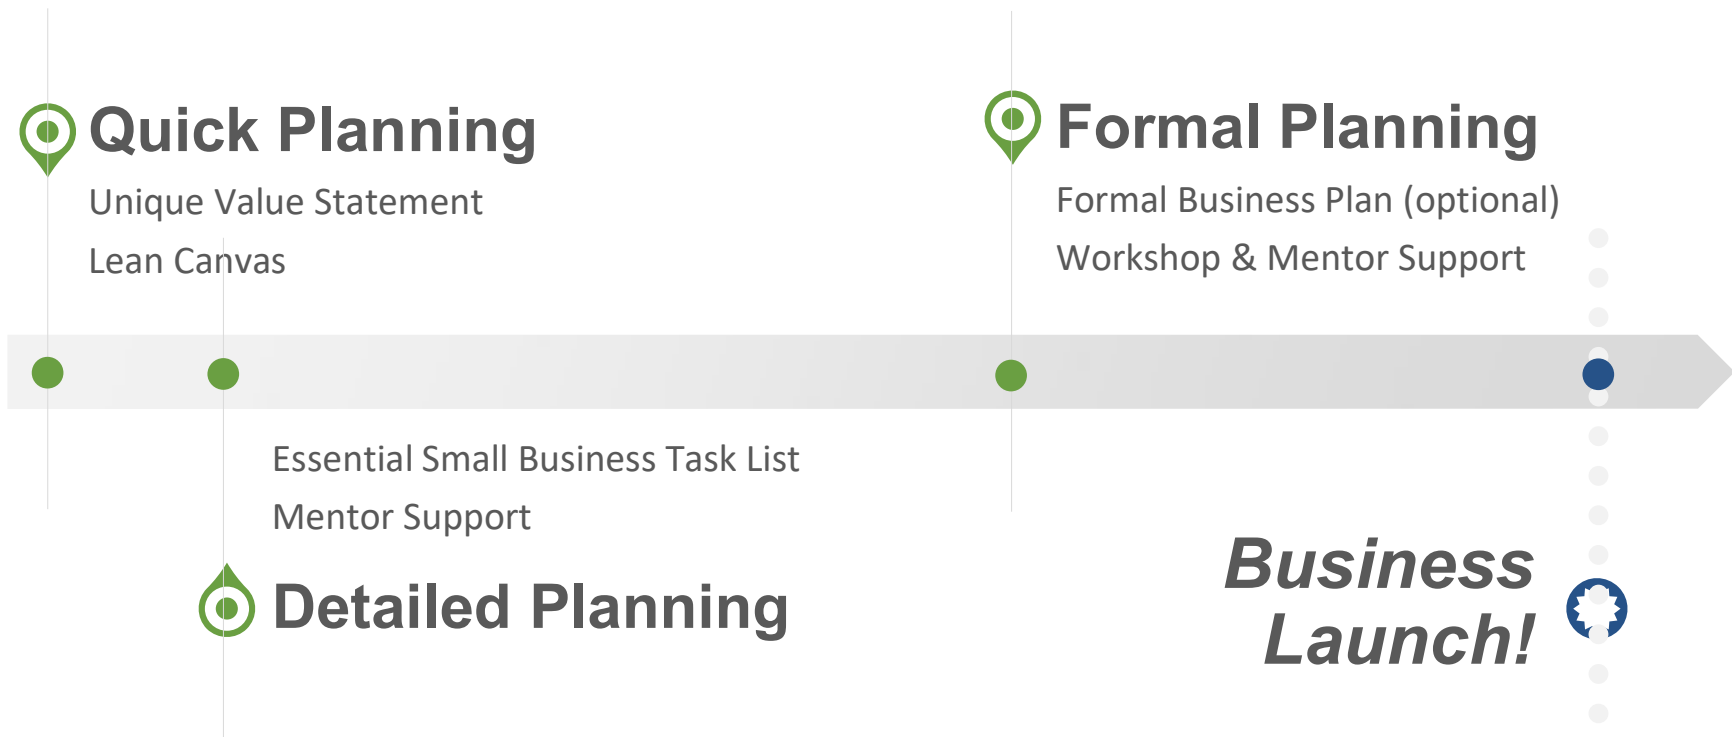 Quick Planning
Unique Value Statement
Lean Canvas
Formal Planning
Formal Business Plan (optional)
Workshop & Mentor Support
Essential Small Business Task List
Mentor Support
Detailed Planning
Business
Launch!